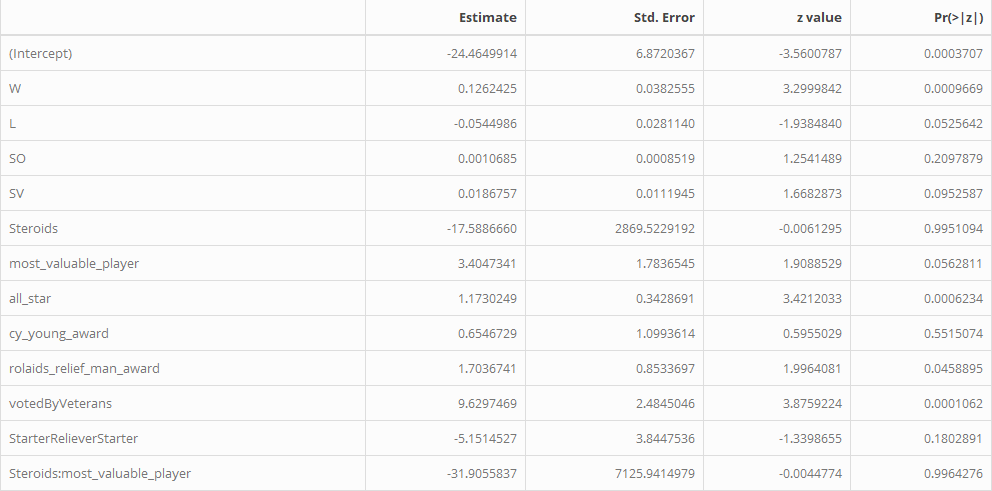 Estimate Std. Error z value Pr(>|z|)
(Intercept) -24.4649914 6.8720367 -3.5600787 0.0003707
W 0.1262425 0.0382555 3.2999842 0.0009669
L -0.0544986 0.0281140 -1.9384840 0.0525642
SO 0.0010685 0.0008519 1.2541489 0.2097879
SV 0.0186757 0.0111945 1.6682873 0.0952587
Steroids -17.5886660 2869.5229192 -0.0061295 0.9951094
most_valuable_player 3.4047341 1.7836545 1.9088529 0.0562811
all_star 1.1730249 0.3428691 3.4212033 0.0006234
cy_young_award 0.6546729 1.0993614 0.5955029 0.5515074
rolaids_relief_man_award 1.7036741 0.8533697 1.9964081 0.0458895
votedByVeterans 9.6297469 2.4845046 3.8759224 0.0001062
StarterRelieverStarter -5.1514527 3.8447536 -1.3398655 0.1802891
Steroids:most_valuable_player -31.9055837 7125.9414979 -0.0044774 0.9964276